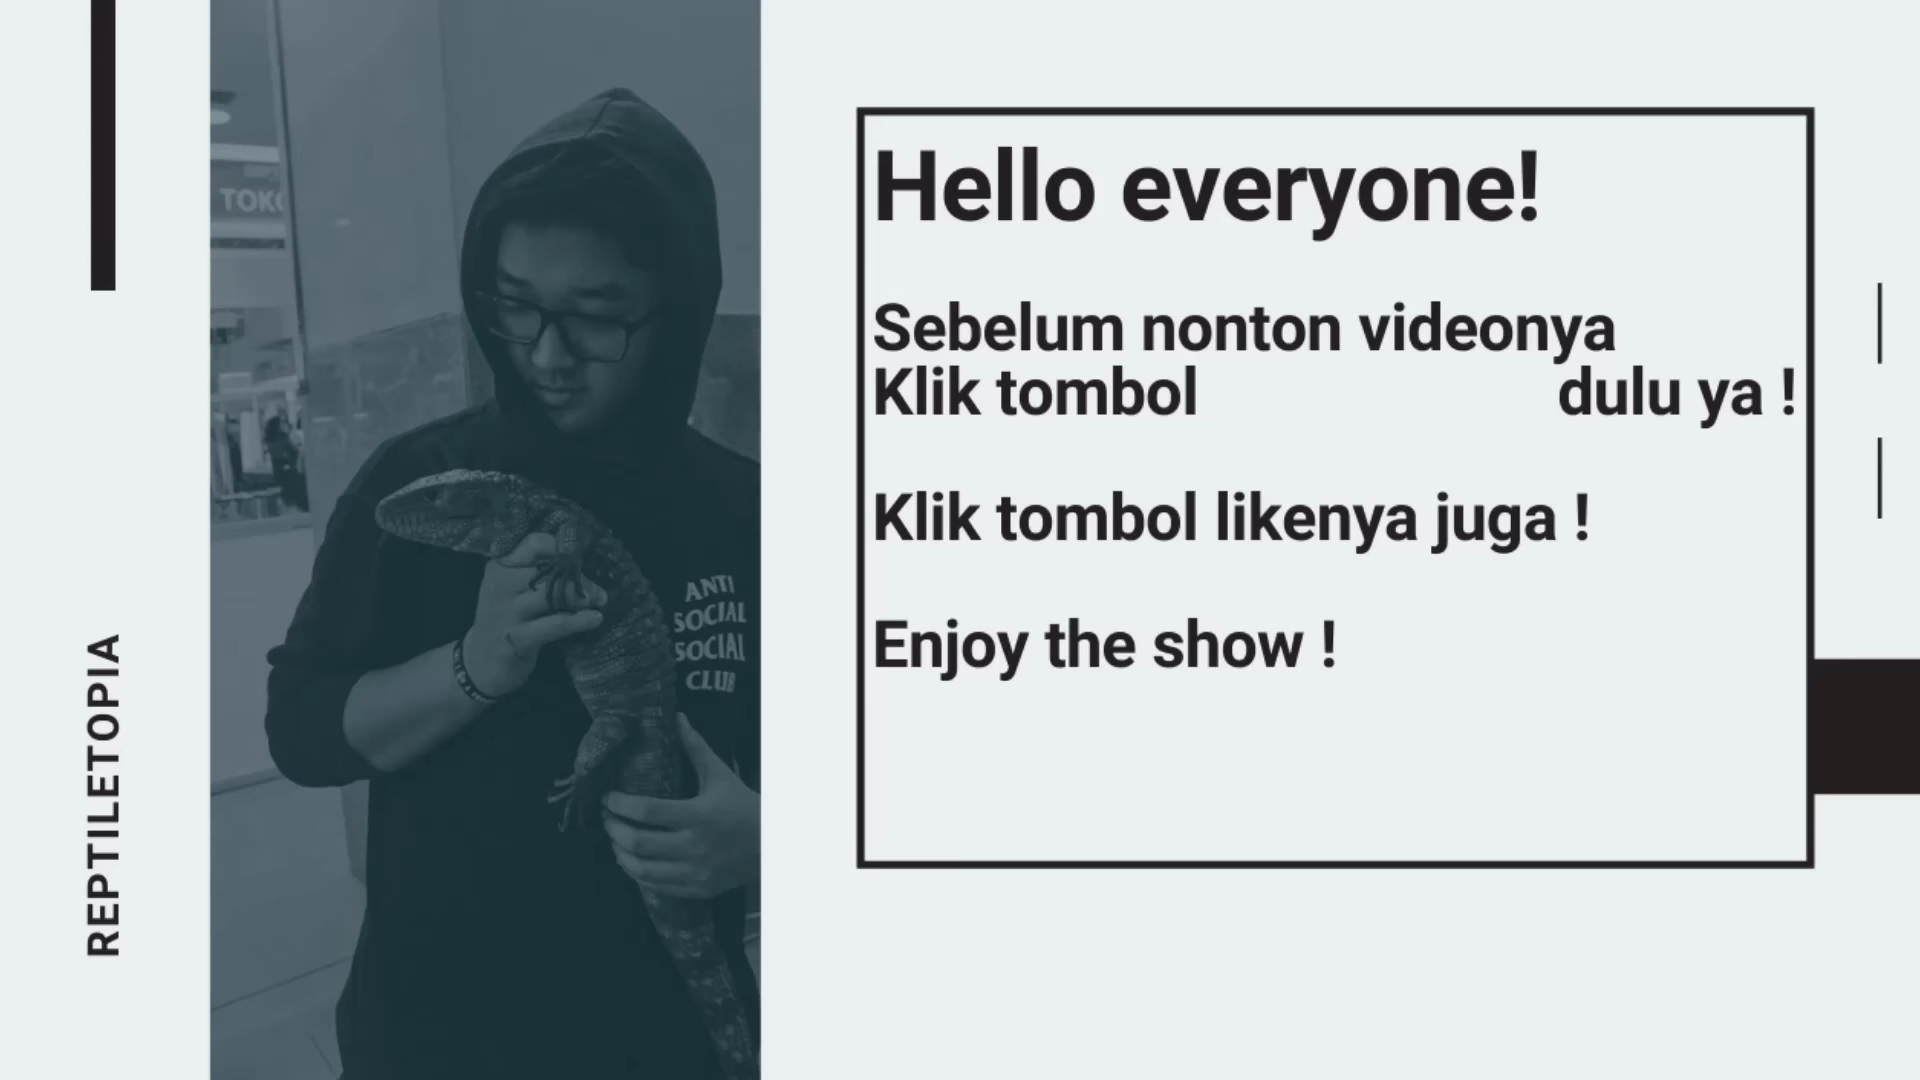 REPTILETOPIA
ANTI
SOCIAL
SOCIAL
CLUB
Hello everyone!
Sebelum nonton videonya
Klik tombol dulu ya !
Klik tombol likenya juga !
Enjoy the show !